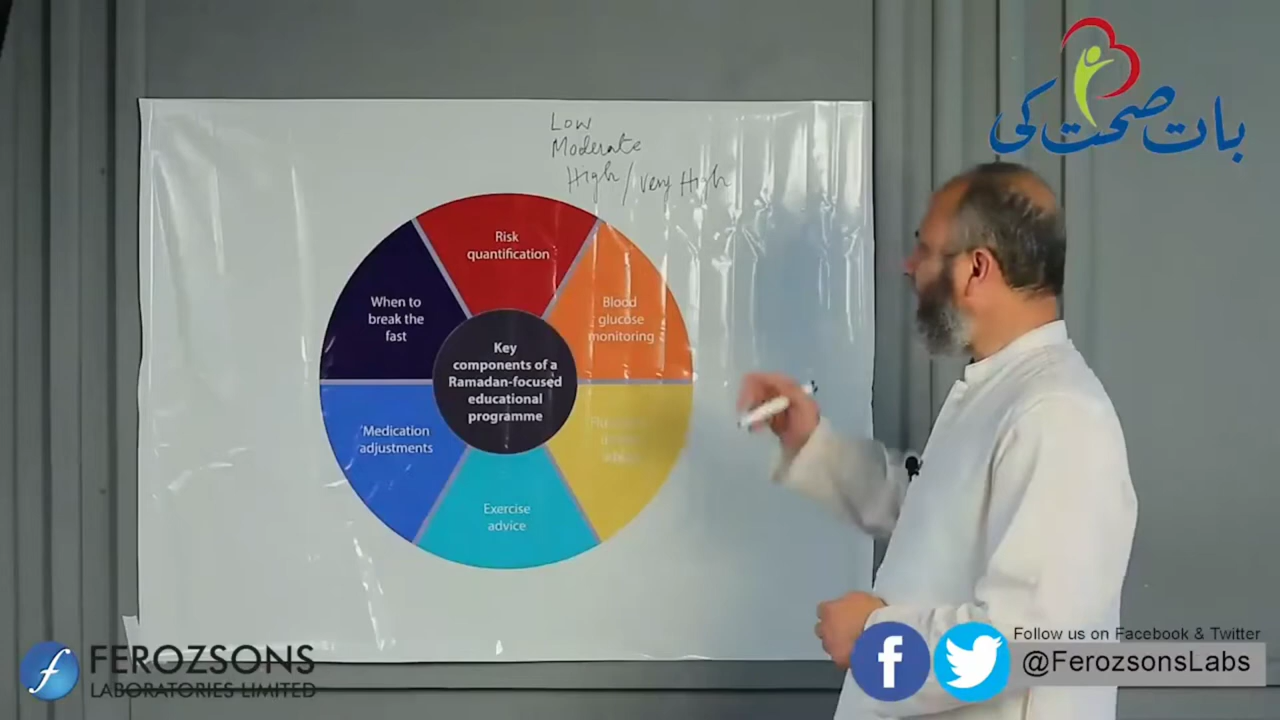 بات صحت کی
Low
Moderate
High / Very High
Risk
quantification
Blood
glucose
monitoring
When to
break the
fast
Key
components of a
Ramadan-focused
educational
programme
Medication
adjustments
Exercise
advice
FEROZSONS
LABORATORIES LIMITED
Follow us on Facebook & Twitter
@FerozsonsLabs